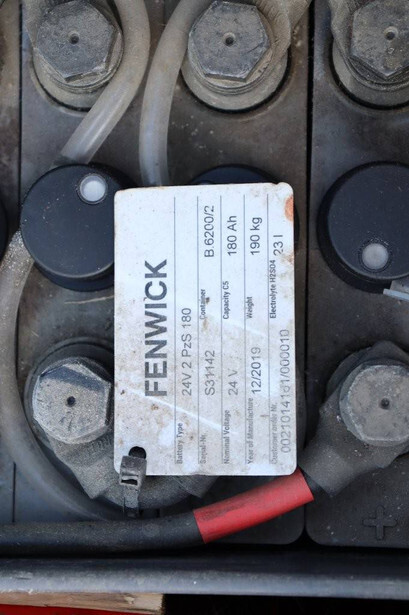 FENWICK
Battery Type 24V 2 PzS 180
Serial-Nr. S31142 Container B.6200/2
Nominal Voltage 24 V Capacity C5 180 Ah
Year of Manufacture 12/2019 Weight 190 kg
Customer order Nr. 00210141d1/000010 Electrolyte H2SO4 23 l